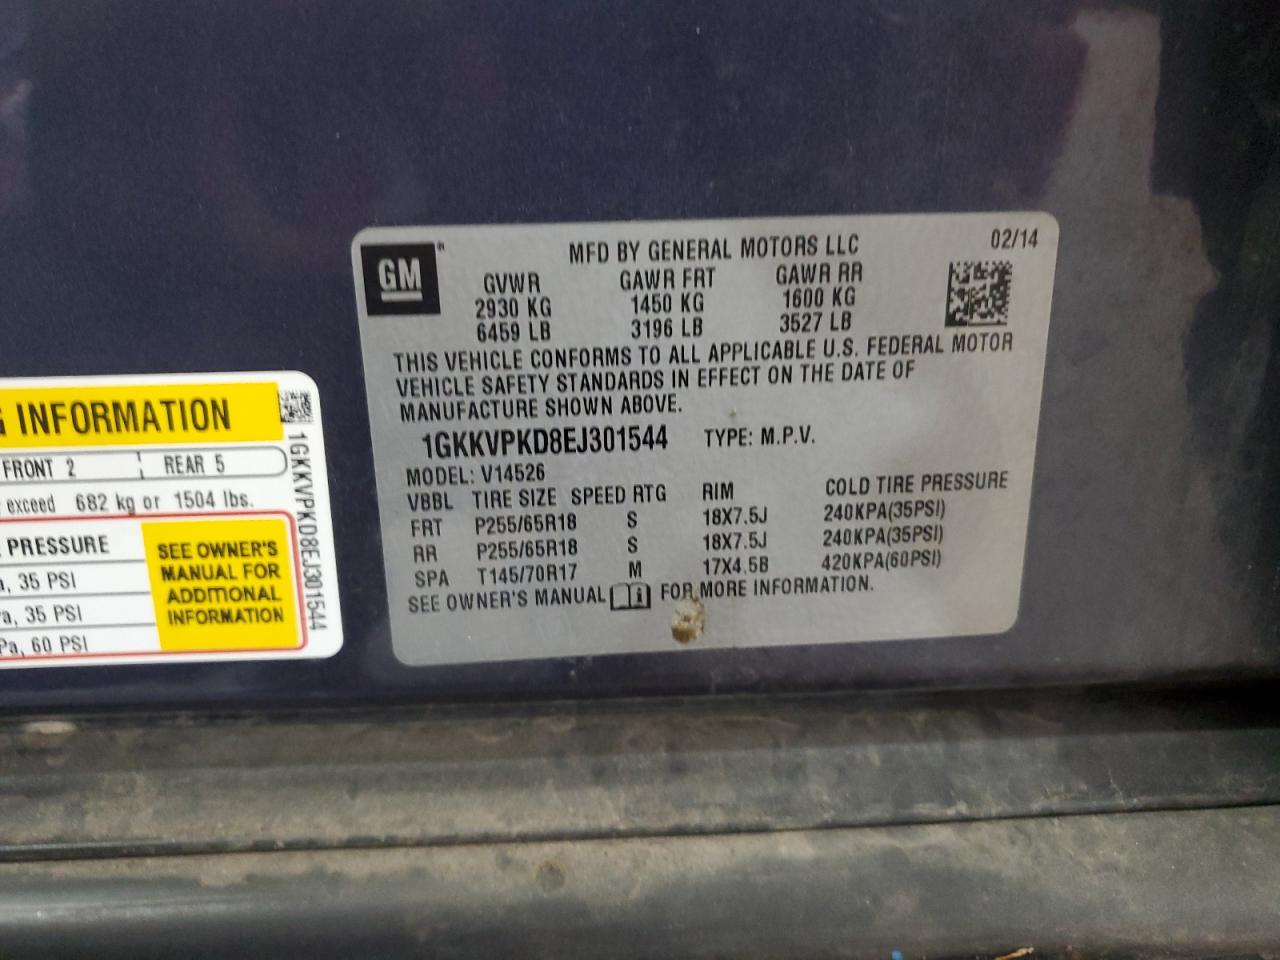 GM
MFD BY GENERAL MOTORS LLC 02/14
GVWR GAWR FRT GAWR RR
2930 KG 1450 KG 1600 KG
6459 LB 3196 LB 3527 LB
THIS VEHICLE CONFORMS TO ALL APPLICABLE U.S. FEDERAL MOTOR
VEHICLE SAFETY STANDARDS IN EFFECT ON THE DATE OF
MANUFACTURE SHOWN ABOVE.
1GKKVPKD8EJ301544 TYPE: M.P.V.
MODEL: V14526
VBBL TIRE SIZE SPEED RTG RIM COLD TIRE PRESSURE
FRT P255/65R18 S 18X7.5J 240KPA(35PSI)
RR P255/65R18 S 18X7.5J 240KPA(35PSI)
SPA T145/70R17 M 17X4.5B 420KPA(60PSI)
SEE OWNER'S MANUAL i FOR MORE INFORMATION.
INFORMATION
FRONT 2 REAR 5
exceed 682 kg or 1504 lbs.
PRESSURE
, 35 PSI
a, 35 PSI
Pa, 60 PSI
SEE OWNER'S
MANUAL FOR
ADDITIONAL
INFORMATION
1GKKVPKD8EJ301544